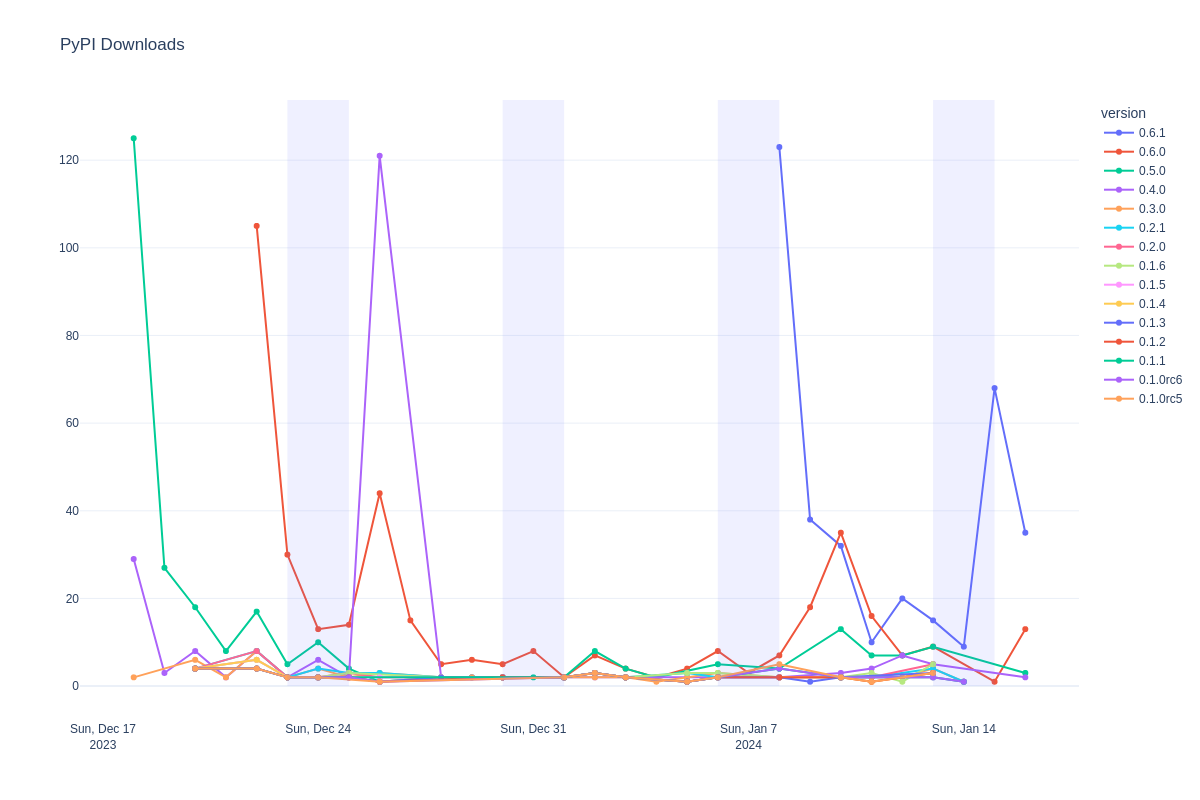 PyPI Downloads
version
0.6.1
0.6.0
0.5.0
0.4.0
0.3.0
0.2.1
0.2.0
0.1.6
0.1.5
0.1.4
0.1.3
0.1.2
0.1.1
0.1.0rc6
0.1.0rc5
120
100
80
60
40
20
0
Sun, Dec 17
2023
Sun, Dec 24
Sun, Dec 31
Sun, Jan 7
2024
Sun, Jan 14